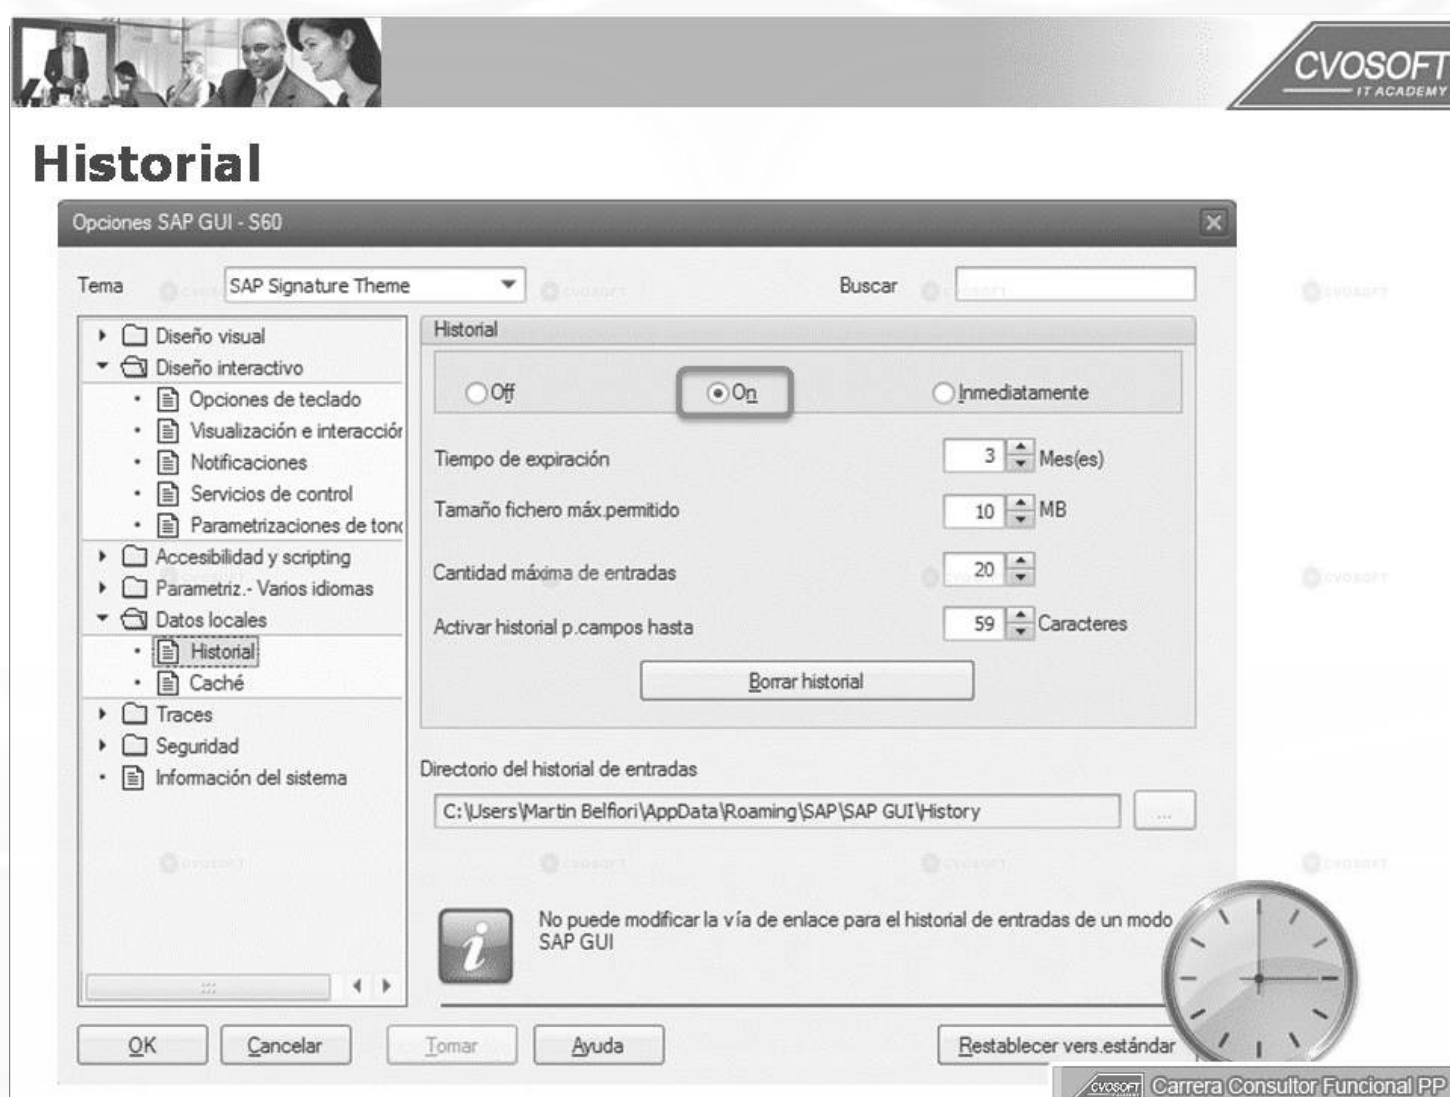 CVOSOFT
IT ACADEMY
Historial
Opciones SAP GUI - S60
Tema
SAP Signature Theme
Buscar
Diseño visual
Diseño interactivo
Opciones de teclado
Visualización e interacción
Notificaciones
Servicios de control
Parametrizaciones de tono
Accesibilidad y scripting
Parametriz.- Varios idiomas
Datos locales
Historial
Caché
Traces
Seguridad
Información del sistema
Historial
Off
On
Inmediatamente
Tiempo de expiración
3
Mes(es)
Tamaño fichero máx.permitido
10
MB
Cantidad máxima de entradas
20
Activar historial p.campos hasta
59
Caracteres
Borrar historial
Directorio del historial de entradas
C:\Users\Martin Belfiori\AppData\Roaming\SAP\SAP GUI\History
...
No puede modificar la vía de enlace para el historial de entradas de un modo
SAP GUI
OK
Cancelar
Tomar
Ayuda
Restablecer vers.estándar
CVOSOFT
Carrera Consultor Funcional PP